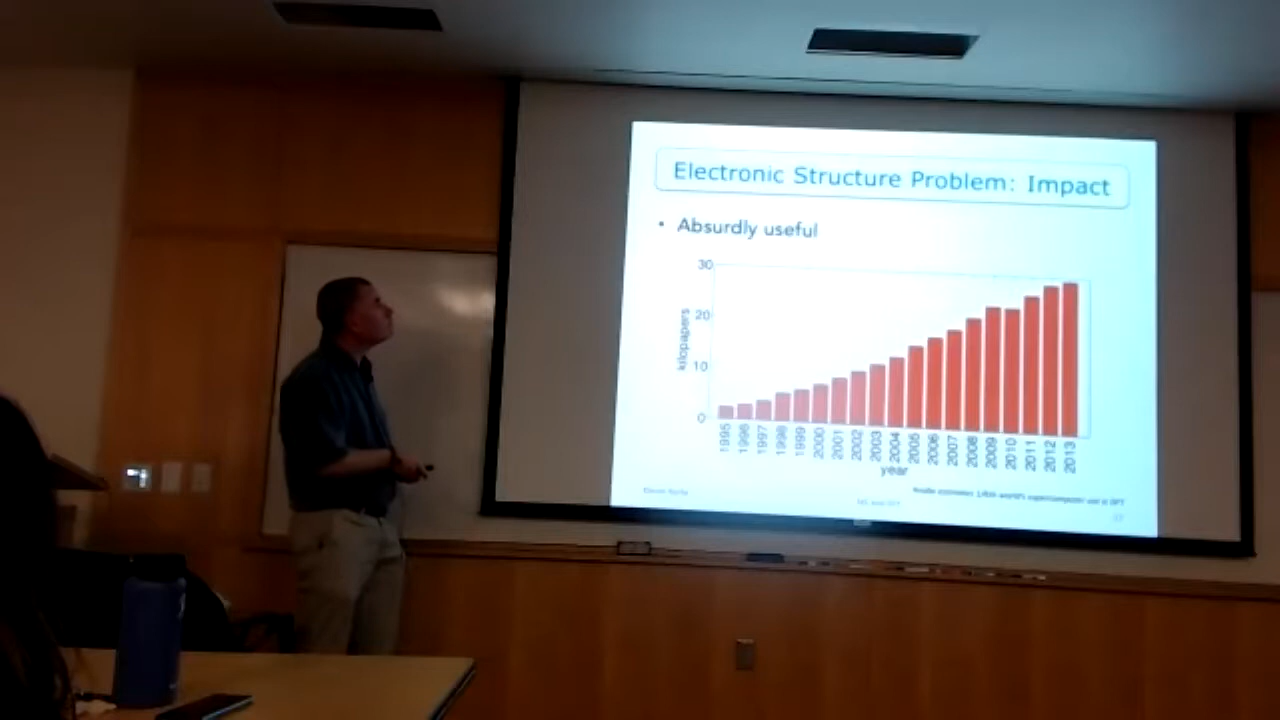 Electronic Structure Problem: Impact
• Absurdly useful
30
20
10
0
kilopapers
1995 1996 1997 1998 1999 2000 2001 2002 2003 2004 2005 2006 2007 2008 2009 2010 2011 2012 2013
year